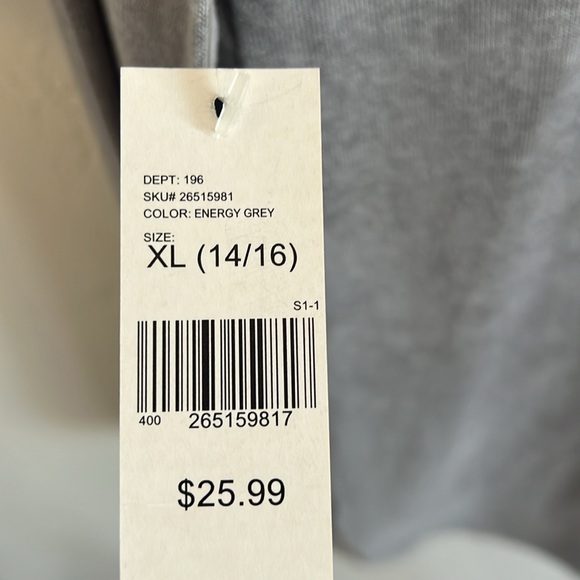 DEPT: 196
SKU# 26515981
COLOR: ENERGY GREY
SIZE:
XL (14/16)
S1-1
400 265159817
$25.99